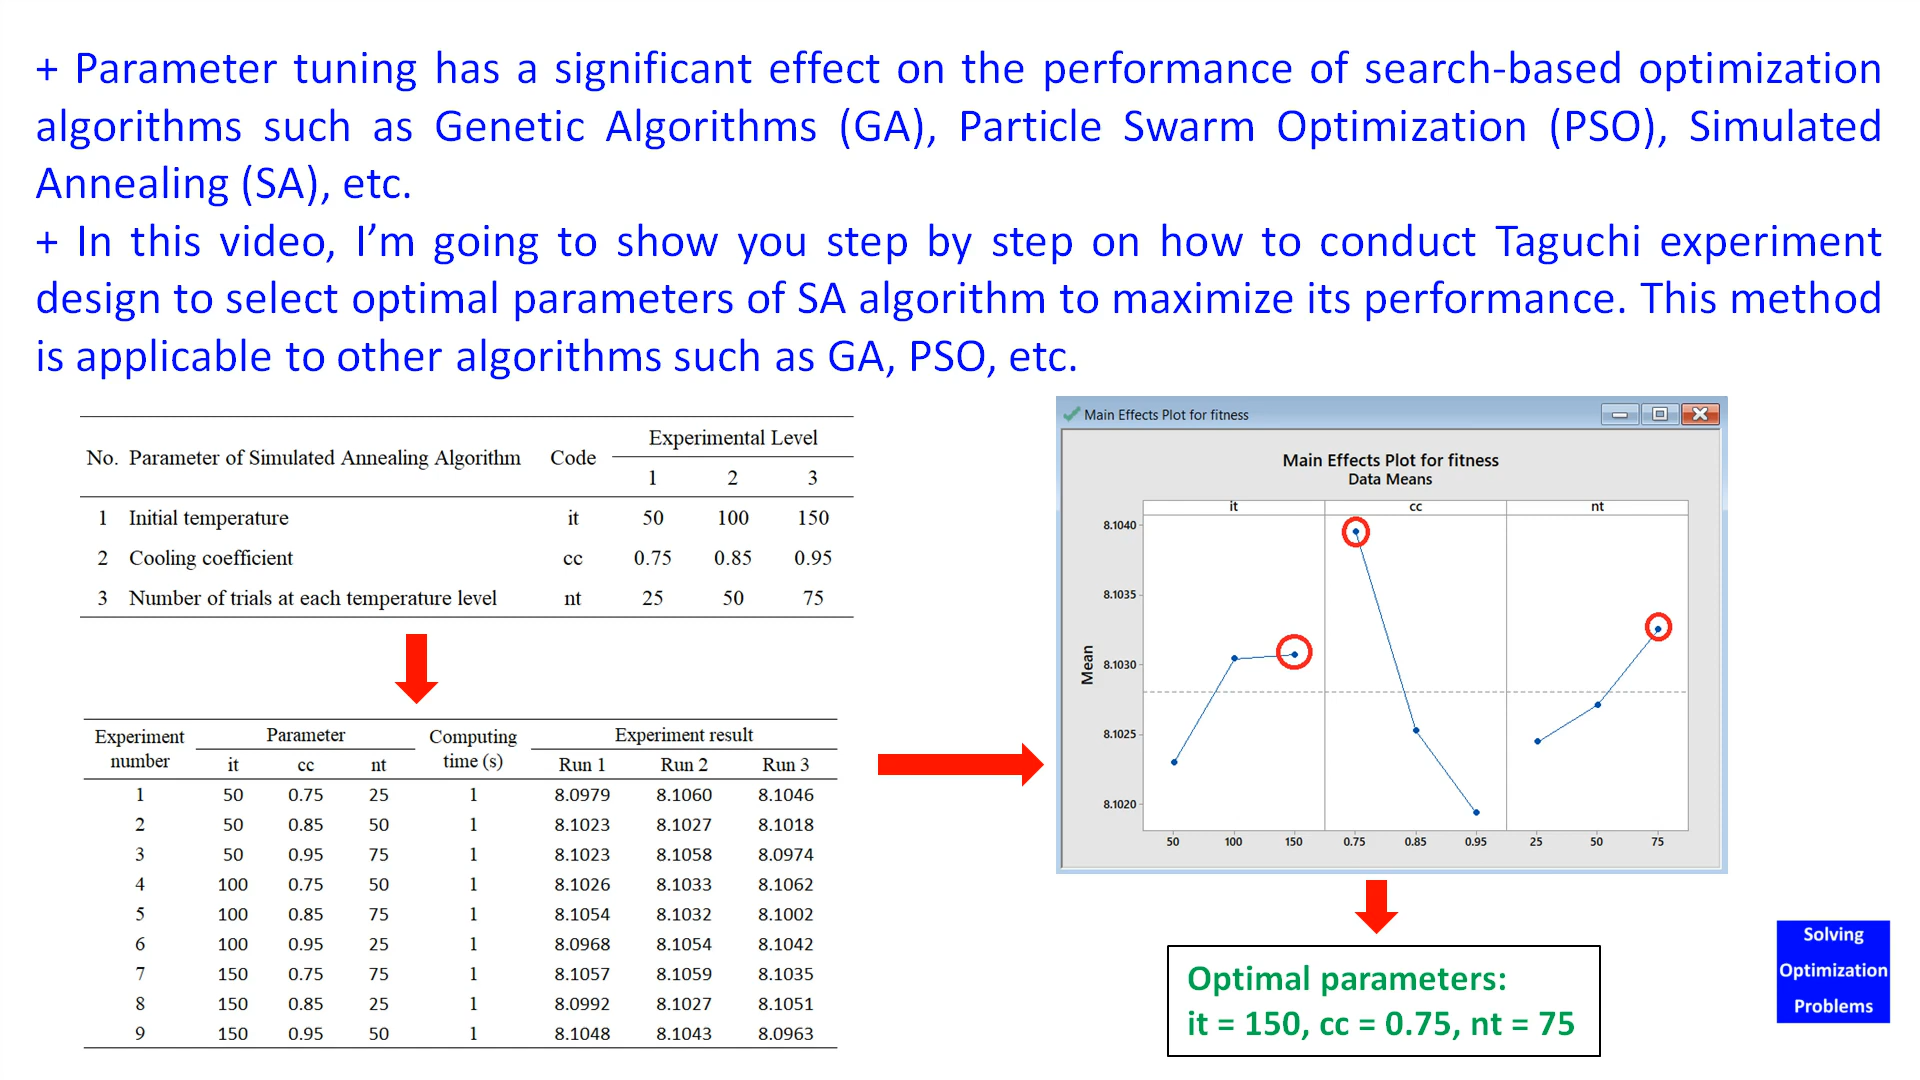 + Parameter tuning has a significant effect on the performance of search-based optimization
algorithms such as Genetic Algorithms (GA), Particle Swarm Optimization (PSO), Simulated
Annealing (SA), etc.
+ In this video, I’m going to show you step by step on how to conduct Taguchi experiment
design to select optimal parameters of SA algorithm to maximize its performance. This method
is applicable to other algorithms such as GA, PSO, etc.
No. Parameter of Simulated Annealing Algorithm Code Experimental Level
1 2 3
1 Initial temperature it 50 100 150
2 Cooling coefficient cc 0.75 0.85 0.95
3 Number of trials at each temperature level nt 25 50 75
Experiment number Parameter Computing time (s) Experiment result
it cc nt Run 1 Run 2 Run 3
1 50 0.75 25 1 8.0979 8.1060 8.1046
2 50 0.85 50 1 8.1023 8.1027 8.1018
3 50 0.95 75 1 8.1023 8.1058 8.0974
4 100 0.75 50 1 8.1026 8.1033 8.1062
5 100 0.85 75 1 8.1054 8.1032 8.1002
6 100 0.95 25 1 8.0968 8.1054 8.1042
7 150 0.75 75 1 8.1057 8.1059 8.1035
8 150 0.85 25 1 8.0992 8.1027 8.1051
9 150 0.95 50 1 8.1048 8.1043 8.0963
Main Effects Plot for fitness
Main Effects Plot for fitness
Data Means
it cc nt
8.1040
8.1035
8.1030
8.1025
8.1020
Mean
50 100 150 0.75 0.85 0.95 25 50 75
Optimal parameters:
it = 150, cc = 0.75, nt = 75
Solving
Optimization
Problems